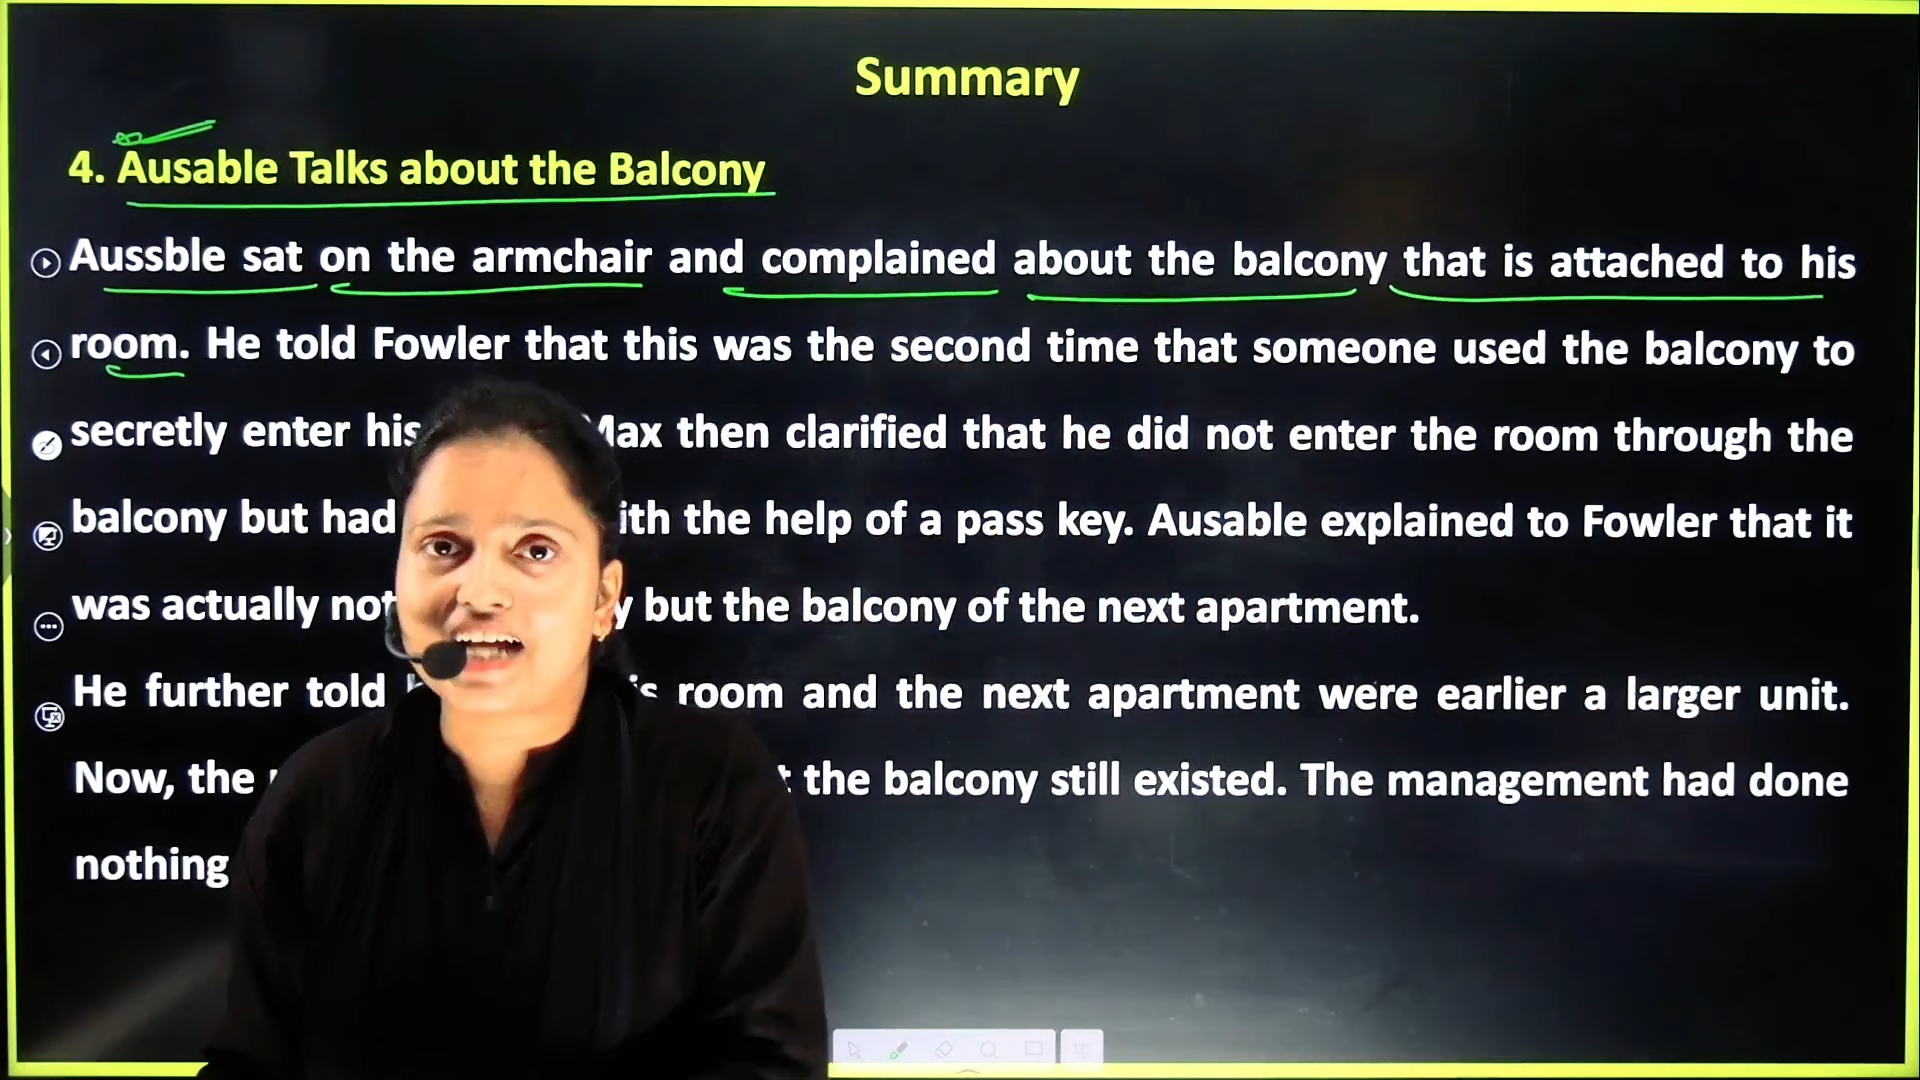 Summary
4. Ausable Talks about the Balcony
Aussble sat on the armchair and complained about the balcony that is attached to his
room. He told Fowler that this was the second time that someone used the balcony to
secretly enter his Max then clarified that he did not enter the room through the
balcony but had with the help of a pass key. Ausable explained to Fowler that it
was actually not but the balcony of the next apartment.
He further told room and the next apartment were earlier a larger unit.
Now, the the balcony still existed. The management had done
nothing